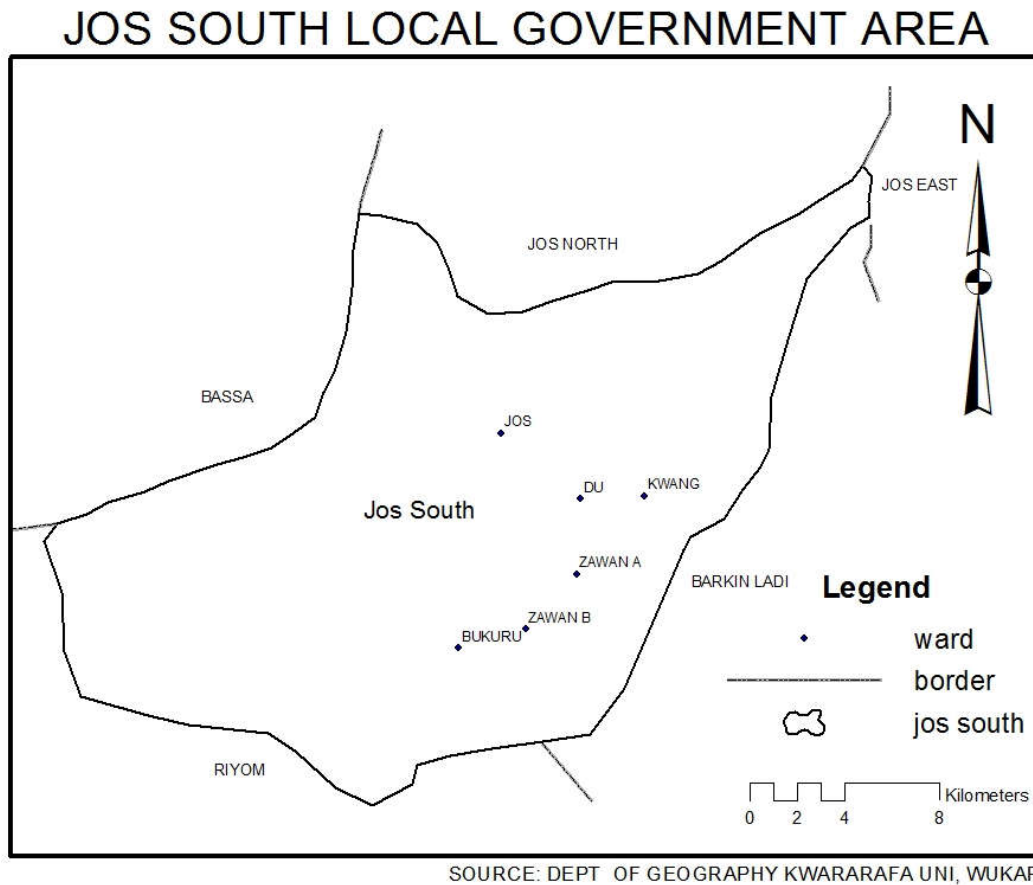 JOS SOUTH LOCAL GOVERNMENT AREA
N
JOS EAST
JOS NORTH
BASSA
JOS
DU
KWANG
Jos South
ZAWAN A
BARKIN LADI
ZAWAN B
BUKURU
RIYOM
Legend
ward
border
jos south
Kilometers
0 2 4 8
SOURCE: DEPT OF GEOGRAPHY KWARARAFA UNI, WUKAR